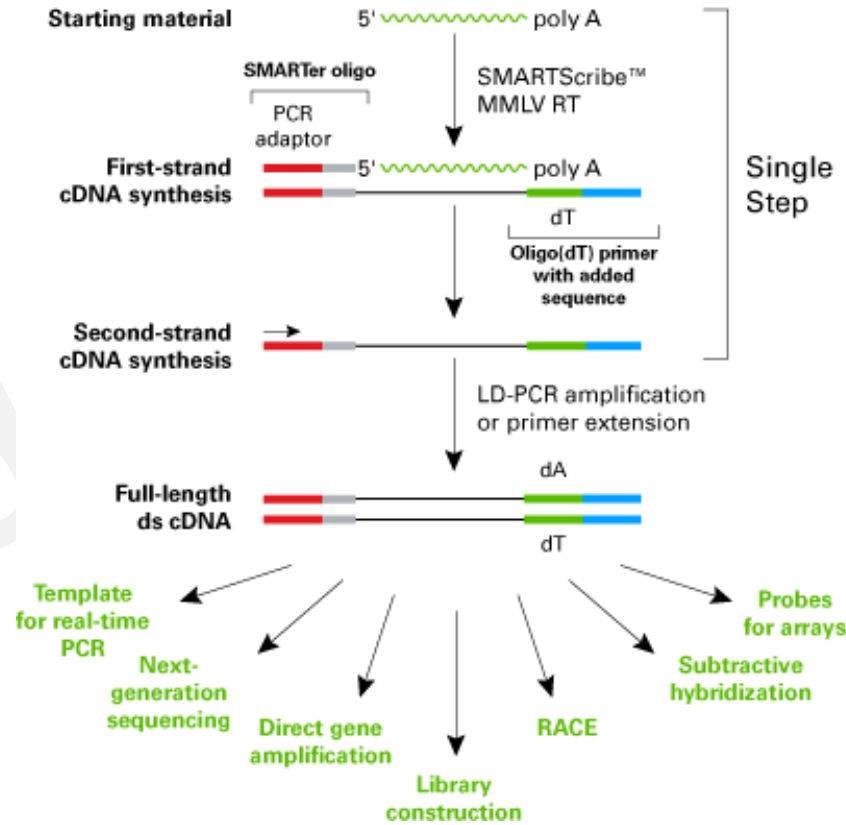 Starting material
5'
poly A
SMARTer oligo
SMARTScribe™
MMLV RT
PCR
adaptor
First-strand
cDNA synthesis
5'
poly A
Single
Step
dT
Oligo(dT) primer
with added
sequence
Second-strand
cDNA synthesis
LD-PCR amplification
or primer extension
dA
Full-length
ds cDNA
dT
Template
for real-time
PCR
Next-
generation
sequencing
Direct gene
amplification
Library
construction
RACE
Subtractive
hybridization
Probes
for arrays